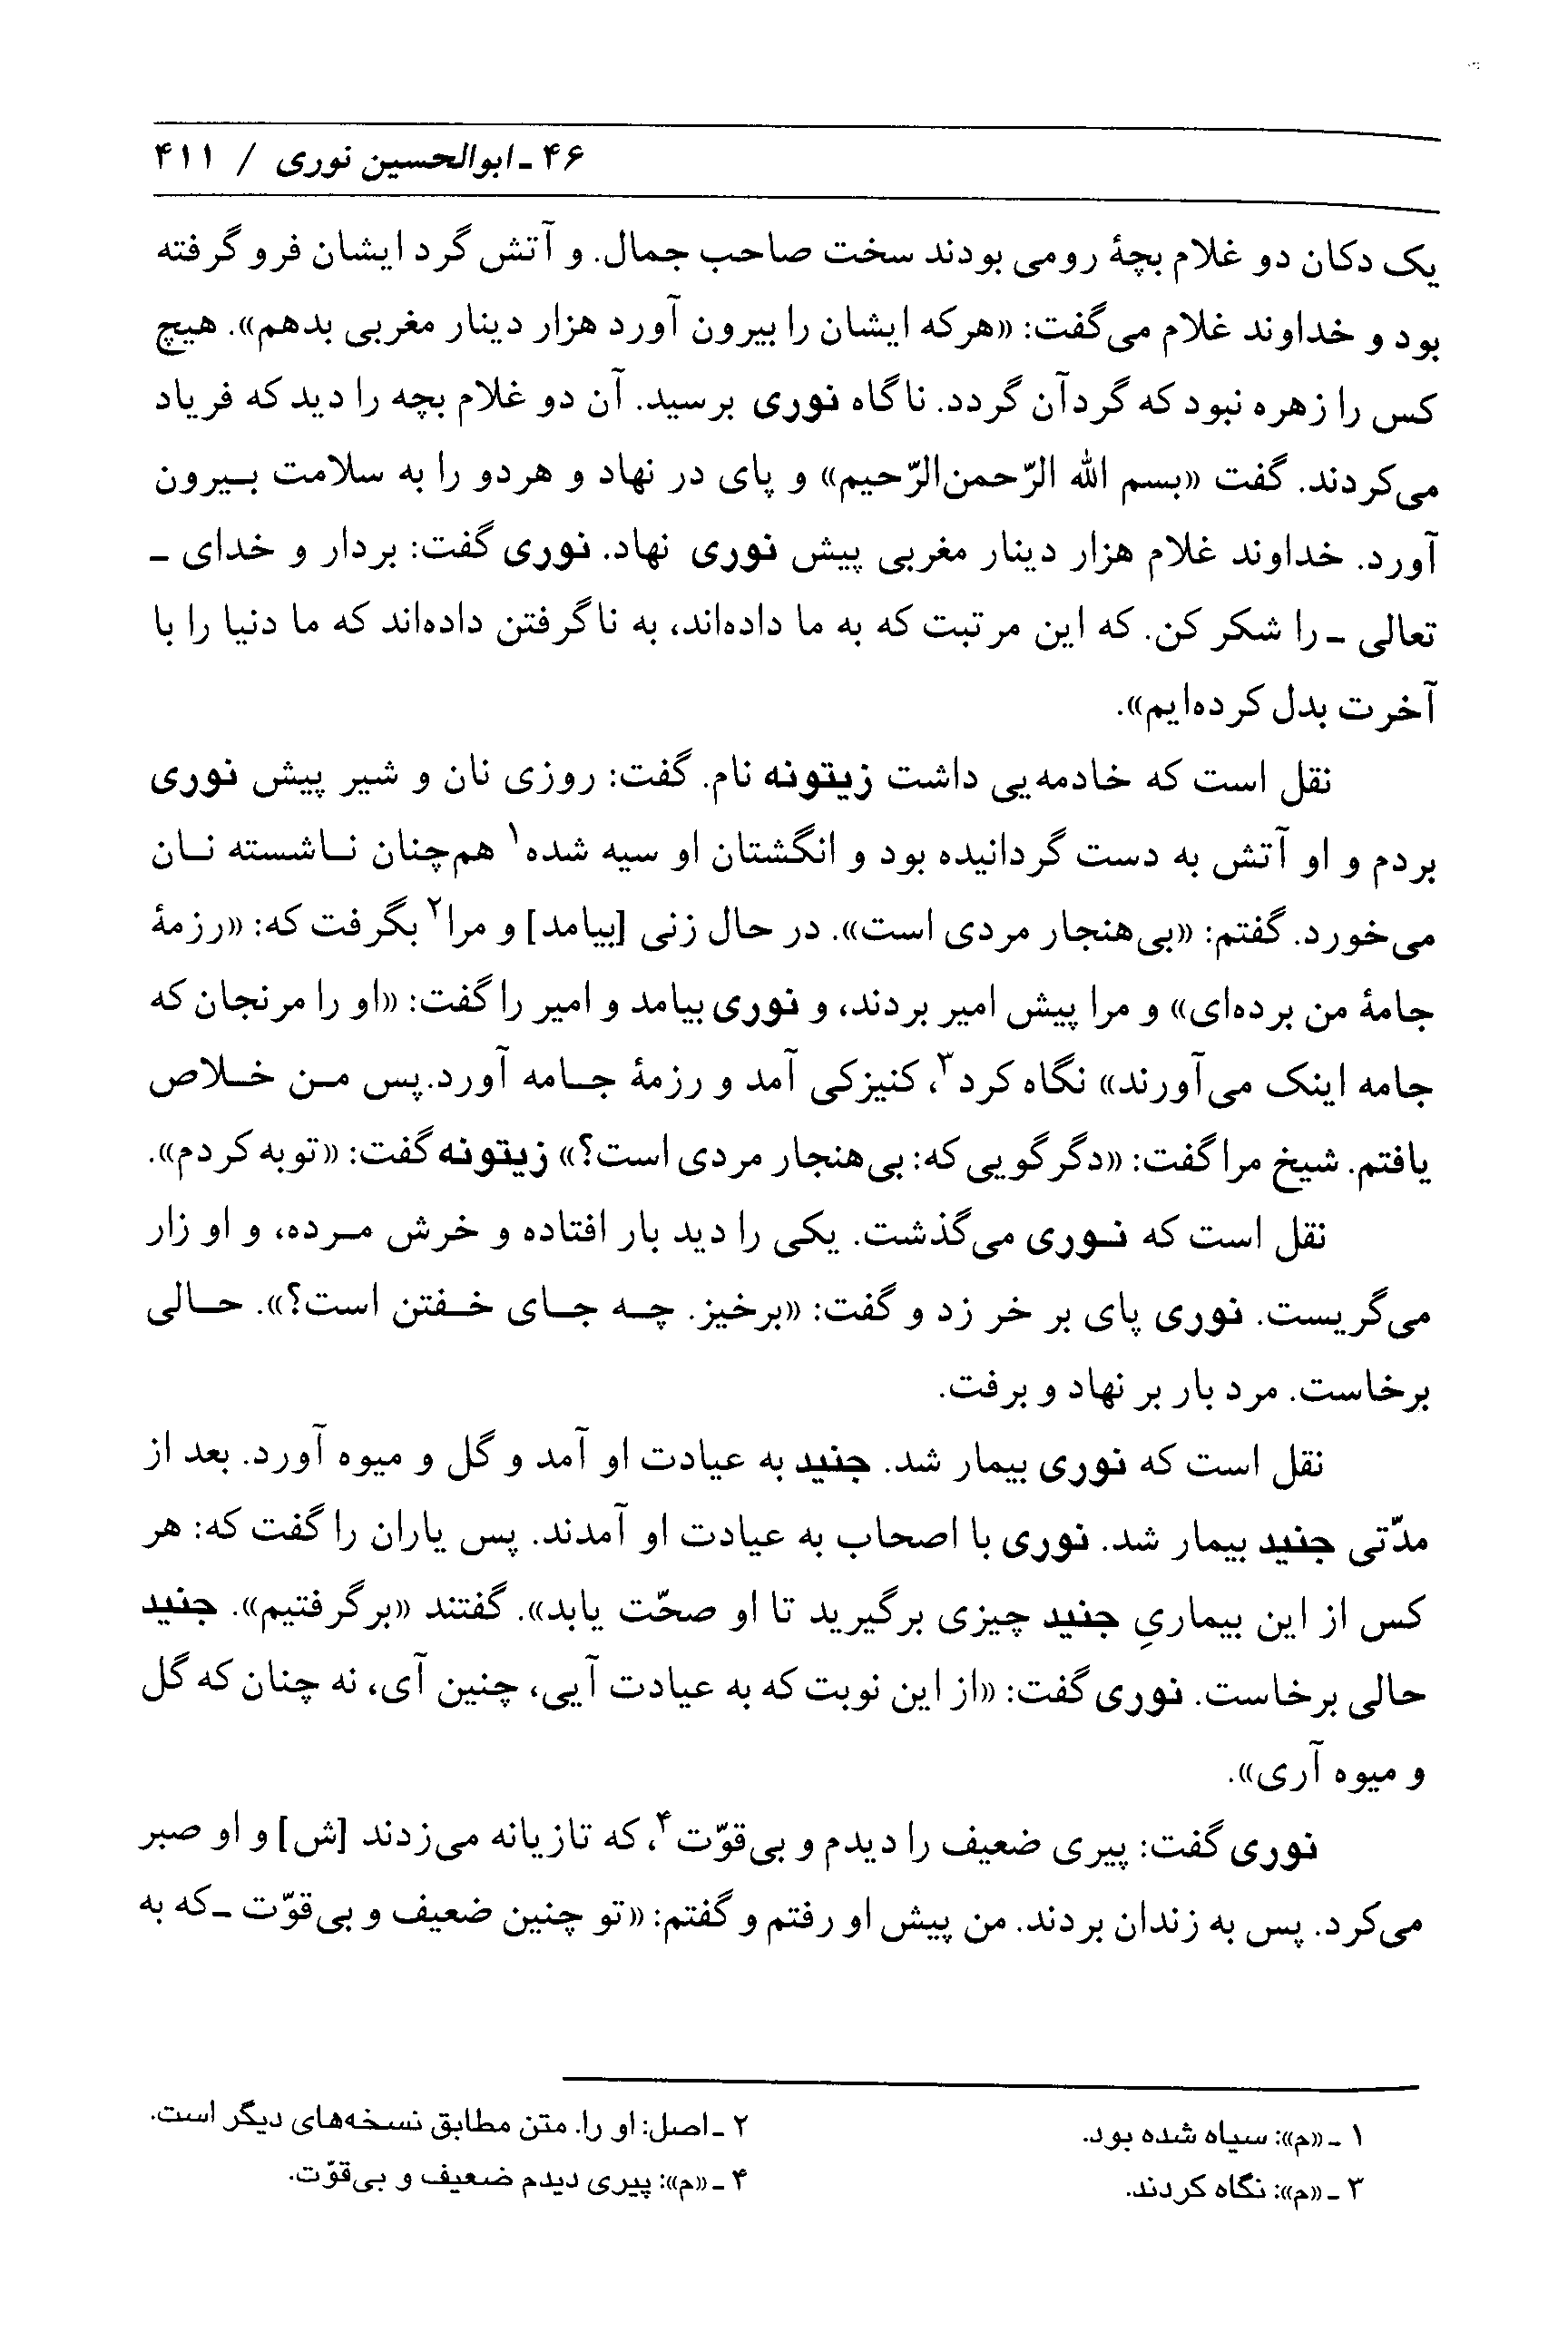 ۴۶ ـ ابوالحسین نوری / ۴۱۱
یک دکان دو غلام بچهٔ رومی بودند سخت صاحب جمال. و آتش گرد ایشان فرو گرفته
بود و خداوند غلام می‌گفت: «هرکه ایشان را بیرون آورد هزار دینار مغربی بدهم». هیچ
کس را زهره نبود که گردآن گردد. ناگاه نوری برسید. آن دو غلام بچه را دید که فریاد
می‌کردند. گفت «بسم الله الرّحمن‌الرّحیم» و پای در نهاد و هردو را به سلامت بیرون
آورد. خداوند غلام هزار دینار مغربی پیش نوری نهاد. نوری گفت: بردار و خدای ـ
تعالی ـ را شکر کن. که این مرتبت که به ما داده‌اند، به ناگرفتن داده‌اند که ما دنیا را با
آخرت بدل کرده‌ایم».
نقل است که خادمه‌یی داشت زیتونه نام. گفت: روزی نان و شیر پیش نوری
بردم و او آتش به دست گردانیده بود و انگشتان او سیه شده۱ هم‌چنان ناشسته نان
می‌خورد. گفتم: «بی‌هنجار مردی است». در حال زنی [بیامد] و مرا۲ بگرفت که: «رزمهٔ
جامهٔ من برده‌ای» و مرا پیش امیر بردند، و نوری بیامد و امیر را گفت: «او را مرنجان که
جامه اینک می‌آورند» نگاه کرد۳، کنیزکی آمد و رزمهٔ جامه آورد.پس من خلاص
یافتم. شیخ مرا گفت: «دگر گویی که: بی‌هنجار مردی است؟» زیتونه گفت: «توبه کردم».
نقل است که نوری می‌گذشت. یکی را دید بار افتاده و خرش مرده، و او زار
می‌گریست. نوری پای بر خر زد و گفت: «برخیز. چه جای خفتن است؟». حالی
برخاست. مرد بار بر نهاد و برفت.
نقل است که نوری بیمار شد. جنید به عیادت او آمد و گل و میوه آورد. بعد از
مدّتی جنید بیمار شد. نوری با اصحاب به عیادت او آمدند. پس یاران را گفت که: هر
کس از این بیماریِ جنید چیزی برگیرید تا او صحّت یابد». گفتند «برگرفتیم». جنید
حالی برخاست. نوری گفت: «از این نوبت که به عیادت آیی، چنین آی، نه چنان که گل
و میوه آری».
نوری گفت: پیری ضعیف را دیدم و بی‌قوّت۴، که تازیانه می‌زدند [ش] و او صبر
می‌کرد. پس به زندان بردند. من پیش او رفتم و گفتم: «تو چنین ضعیف و بی‌قوّت ـ که به
۱ ـ «م»: سیاه شده بود.
۲ ـ اصل: او را. متن مطابق نسخه‌های دیگر است.
۳ ـ «م»: نگاه کردند.
۴ ـ «م»: پیری دیدم ضعیف و بی‌قوّت.